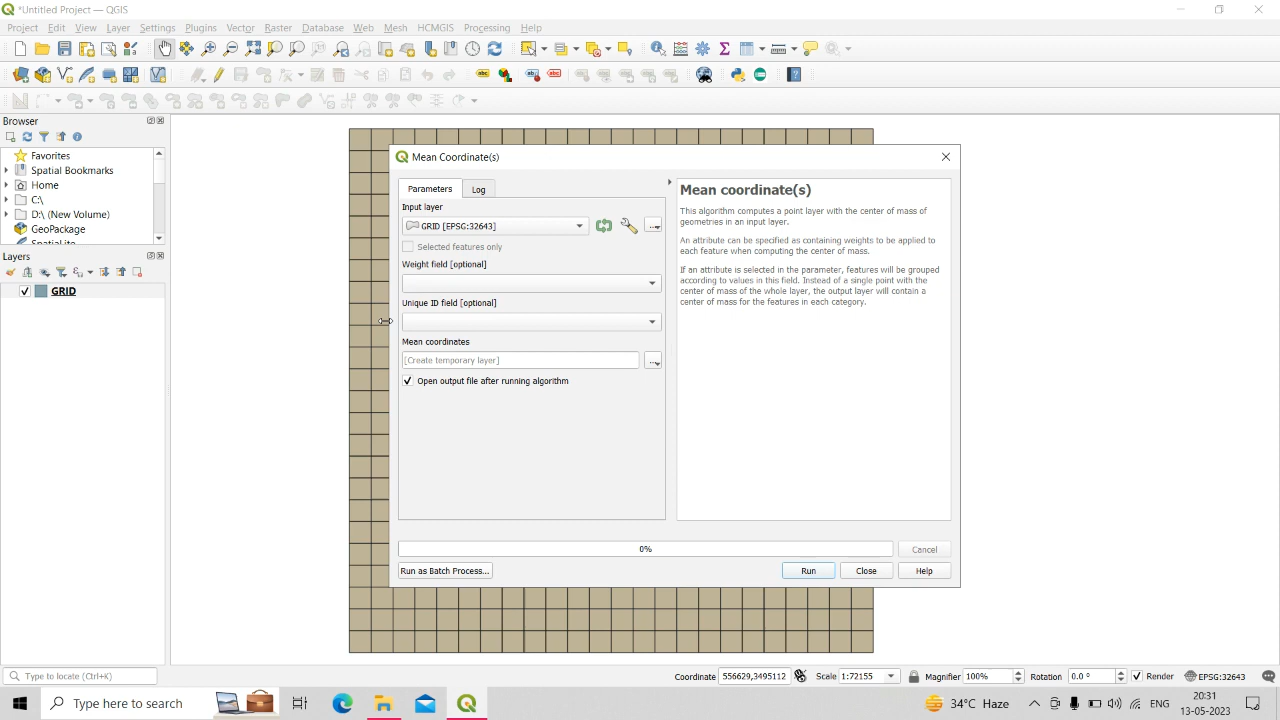 *Untitled Project — QGIS
Project Edit View Layer Settings Plugins Vector Raster Database Web Mesh HCMGIS Processing Help
Browser
Favorites
Spatial Bookmarks
Home
C:\
D:\ (New Volume)
GeoPackage
SpatiaLite
Layers
GRID
Mean Coordinate(s)
Parameters Log
Input layer
GRID [EPSG:32643]
Selected features only
Weight field [optional]
Unique ID field [optional]
Mean coordinates
[Create temporary layer]
Open output file after running algorithm
Mean coordinate(s)
This algorithm computes a point layer with the center of mass of
geometries in an input layer.
An attribute can be specified as containing weights to be applied to
each feature when computing the center of mass.
If an attribute is selected in the parameter, features will be grouped
according to values in this field. Instead of a single point with the
center of mass of the whole layer, the output layer will contain a
center of mass for the features in each category.
0% Cancel
Run as Batch Process... Run Close Help
Type to locate (Ctrl+K) Coordinate 556629,3495112 Scale 1:72155 Magnifier 100% Rotation 0.0 ° Render EPSG:32643
Type here to search 34°C Haze ENG 20:31
13-05-2023